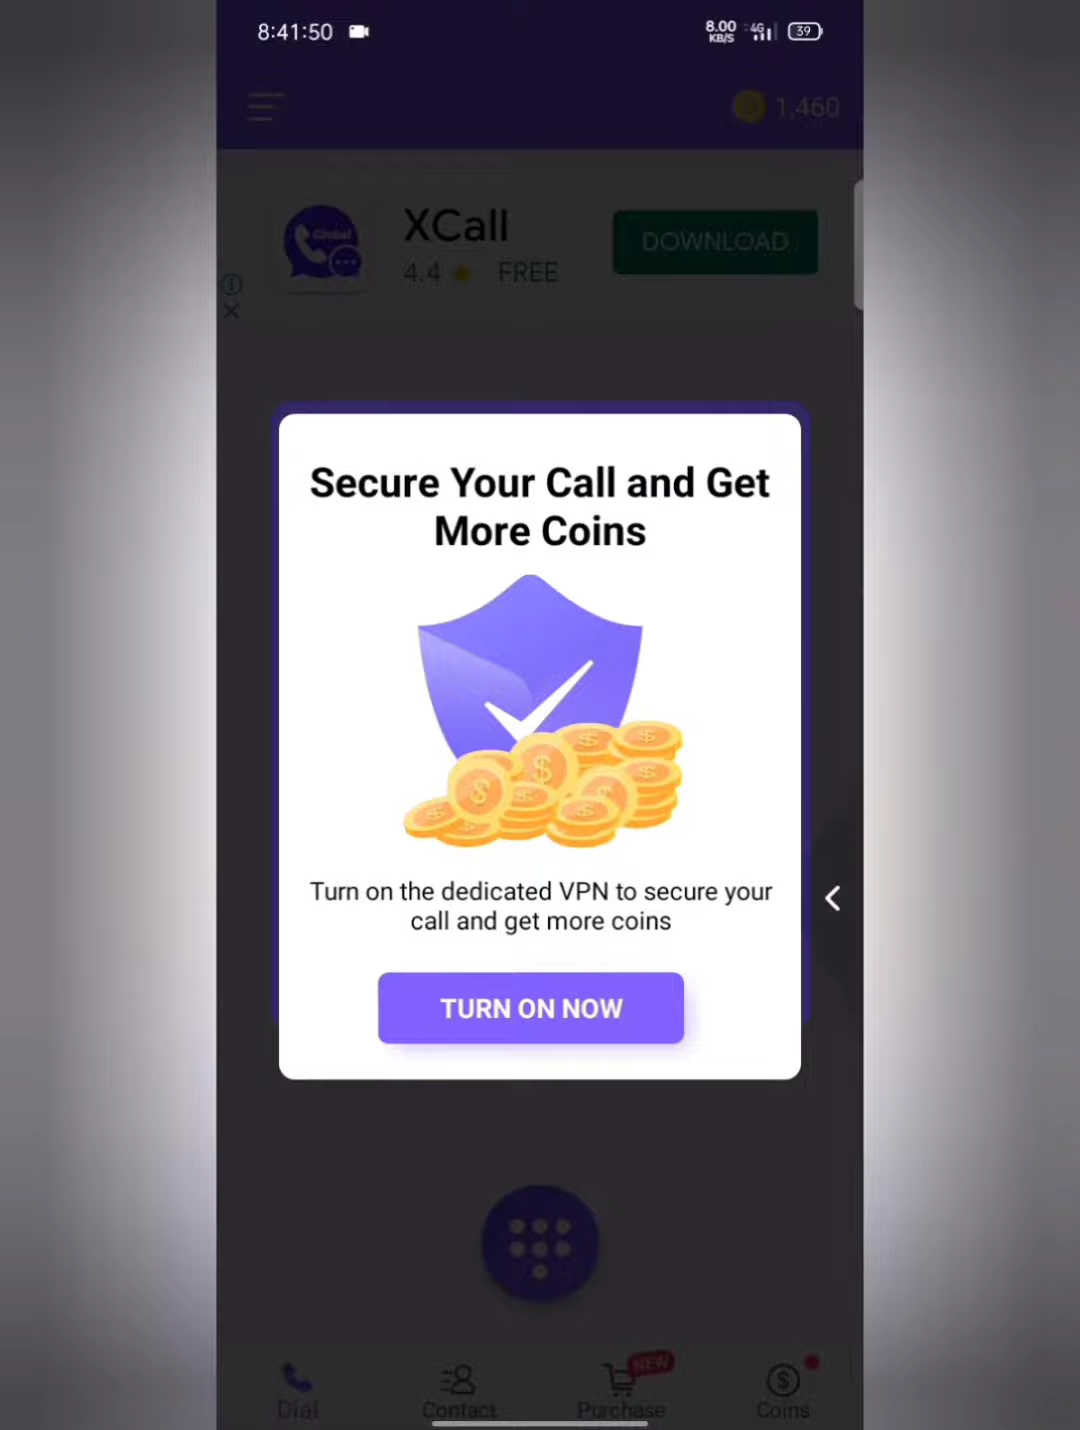 8:41:50
8.00
KB/S
4G
39
1,460
Global
XCall
4.4 FREE
DOWNLOAD
Secure Your Call and Get
More Coins
Turn on the dedicated VPN to secure your
call and get more coins
TURN ON NOW
NEW
Dial
Contact
Purchase
Coins